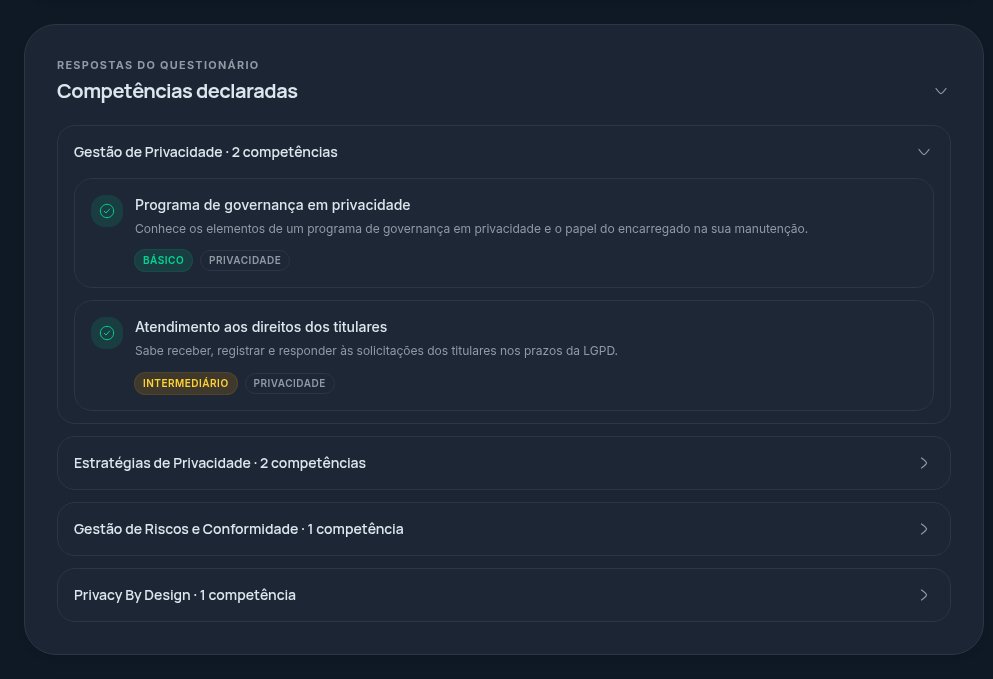 RESPOSTAS DO QUESTIONÁRIO
Competências declaradas
Gestão de Privacidade · 2 competências
Programa de governança em privacidade
Conhece os elementos de um programa de governança em privacidade e o papel do encarregado na sua manutenção.
BÁSICO PRIVACIDADE
Atendimento aos direitos dos titulares
Sabe receber, registrar e responder às solicitações dos titulares nos prazos da LGPD.
INTERMEDIÁRIO PRIVACIDADE
Estratégias de Privacidade · 2 competências
Gestão de Riscos e Conformidade · 1 competência
Privacy By Design · 1 competência